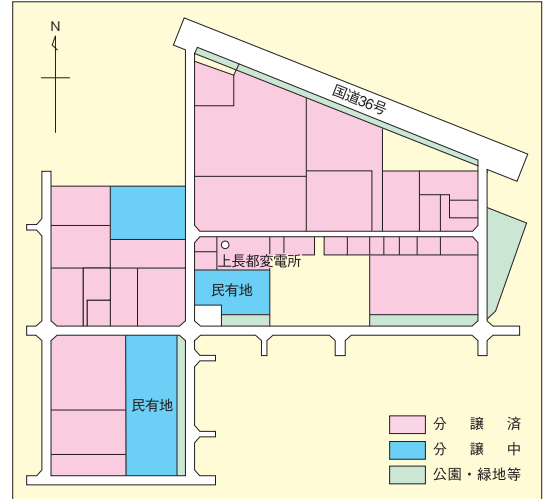 N
国道36号
上長都変電所
民有地
民有地
分譲済
分譲中
公園・緑地等